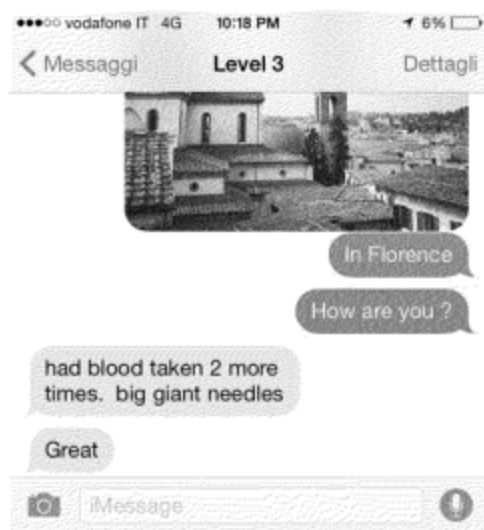 vodafone IT 4G 10:18 PM 6%
Messaggi Level 3 Dettagli
In Florence
How are you ?
had blood taken 2 more
times. big giant needles
Great
iMessage